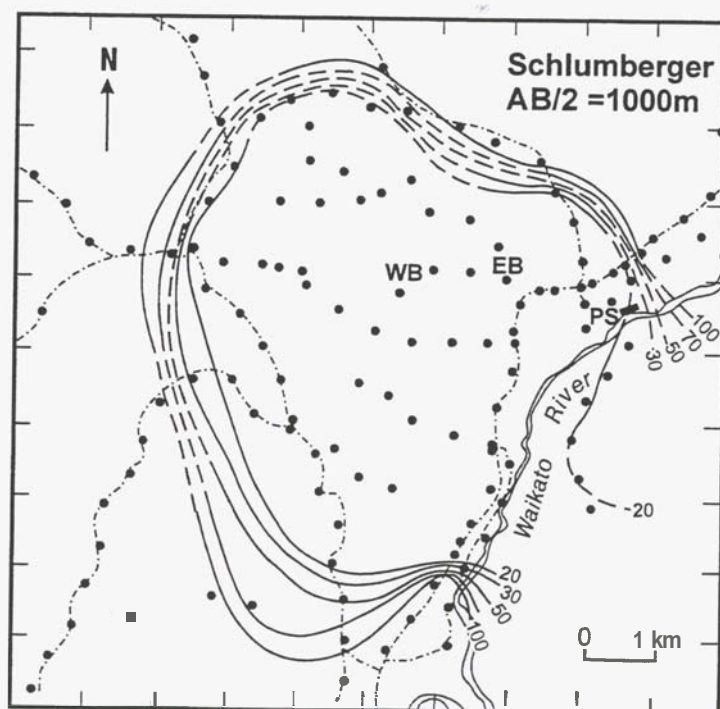 N
Schlumberger
AB/2 =1000m
WB
EB
PS
100
70
50
30
River
Waikato
20
20
30
50
100
0 1 km